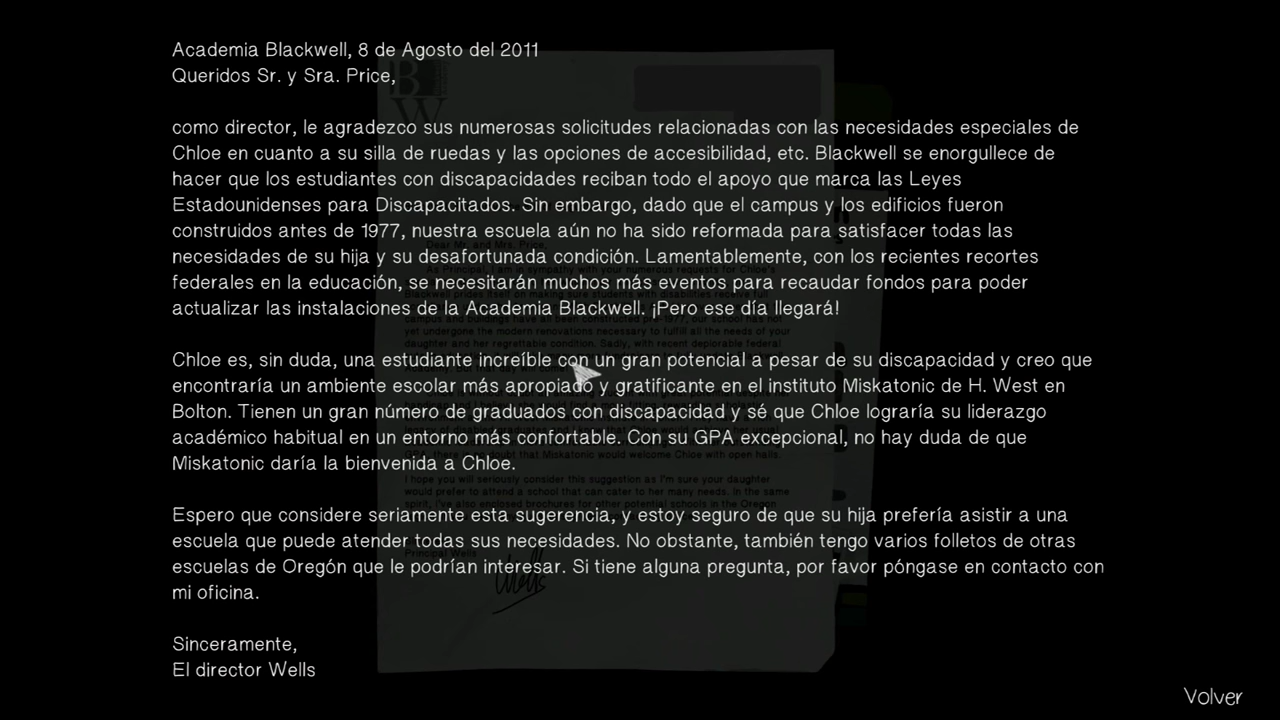 Academia Blackwell, 8 de Agosto del 2011
Queridos Sr. y Sra. Price,
como director, le agradezco sus numerosas solicitudes relacionadas con las necesidades especiales de
Chloe en cuanto a su silla de ruedas y las opciones de accesibilidad, etc. Blackwell se enorgullece de
hacer que los estudiantes con discapacidades reciban todo el apoyo que marca las Leyes
Estadounidenses para Discapacitados. Sin embargo, dado que el campus y los edificios fueron
construidos antes de 1977, nuestra escuela aún no ha sido reformada para satisfacer todas las
necesidades de su hija y su desafortunada condición. Lamentablemente, con los recientes recortes
federales en la educación, se necesitarán muchos más eventos para recaudar fondos para poder
actualizar las instalaciones de la Academia Blackwell. ¡Pero ese día llegará!
Chloe es, sin duda, una estudiante increíble con un gran potencial a pesar de su discapacidad y creo que
encontraría un ambiente escolar más apropiado y gratificante en el instituto Miskatonic de H. West en
Bolton. Tienen un gran número de graduados con discapacidad y sé que Chloe lograría su liderazgo
académico habitual en un entorno más confortable. Con su GPA excepcional, no hay duda de que
Miskatonic daría la bienvenida a Chloe.
Espero que considere seriamente esta sugerencia, y estoy seguro de que su hija prefería asistir a una
escuela que puede atender todas sus necesidades. No obstante, también tengo varios folletos de otras
escuelas de Oregón que le podrían interesar. Si tiene alguna pregunta, por favor póngase en contacto con
mi oficina.
Sinceramente,
El director Wells
Volver